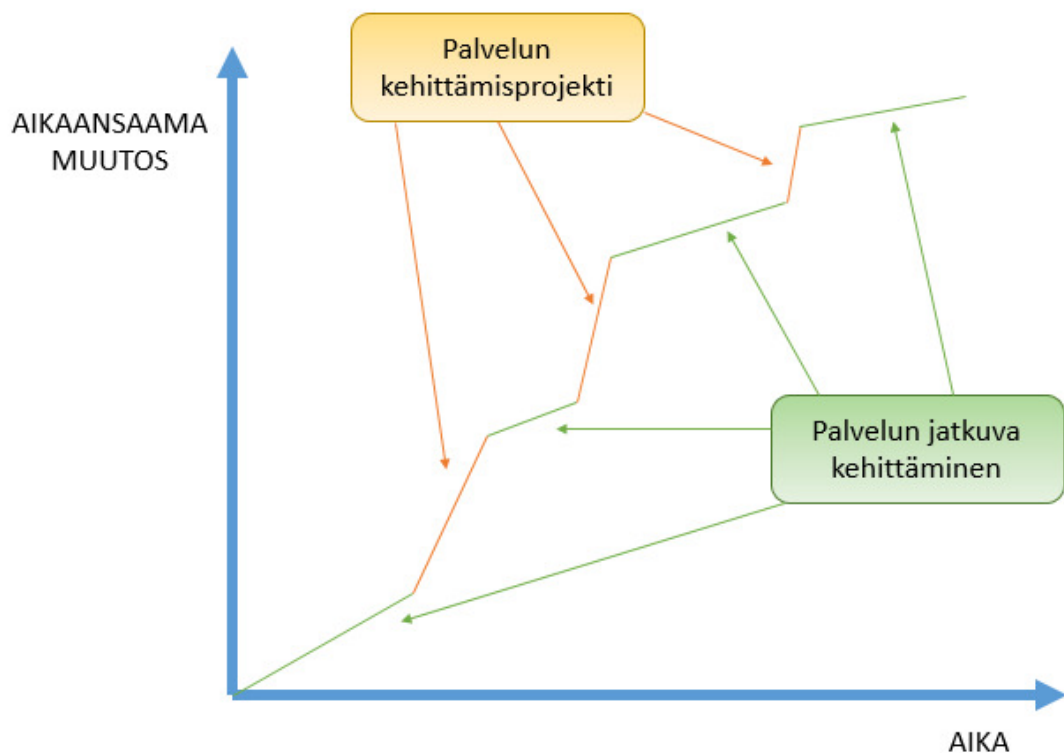 Palvelun
kehittämisprojekti
AIKAANSAAMA
MUUTOS
Palvelun jatkuva
kehittäminen
AIKA